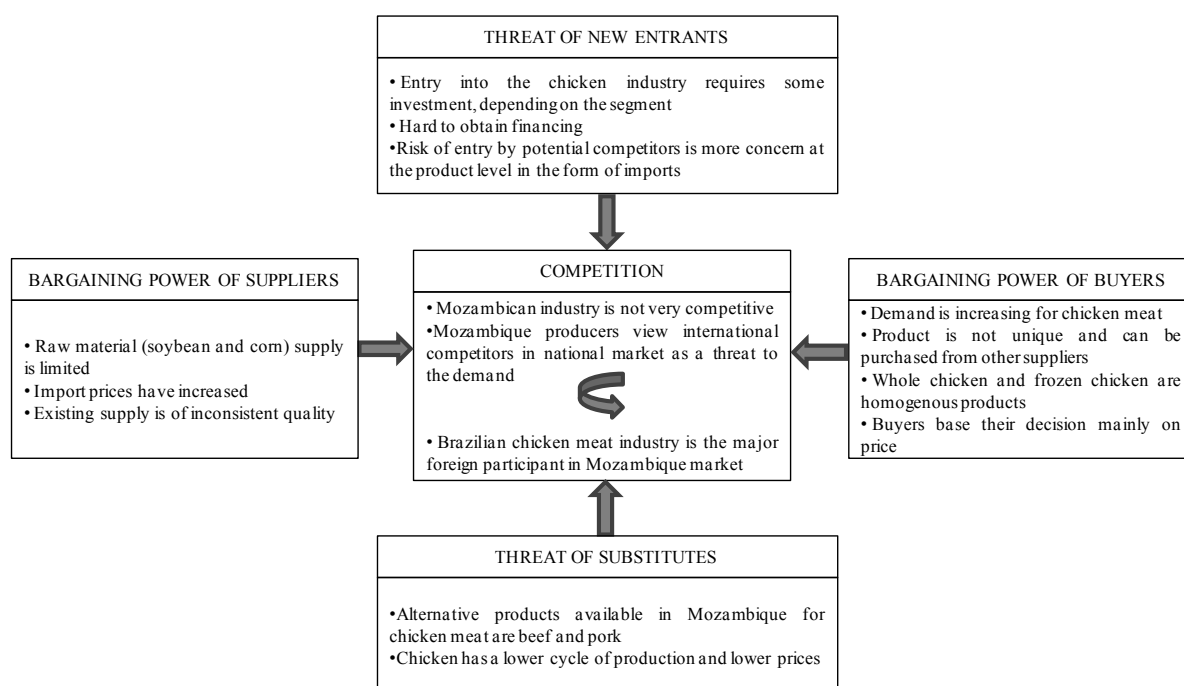 THREAT OF NEW ENTRANTS
• Entry into the chicken industry requires some
investment, depending on the segment
• Hard to obtain financing
•Risk of entry by potential competitors is more concern at
the product level in the form of imports
BARGAINING POWER OF SUPPLIERS
• Raw material (soybean and corn) supply
is limited
• Import prices have increased
• Existing supply is of inconsistent quality
COMPETITION
• Mozambican industry is not very competitive
•Mozambique producers view international
competitors in national market as a threat to
the demand
• Brazilian chicken meat industry is the major
foreign participant in Mozambique market
BARGAINING POWER OF BUYERS
• Demand is increasing for chicken meat
• Product is not unique and can be
purchased from other suppliers
• Whole chicken and frozen chicken are
homogenous products
• Buyers base their decision mainly on
price
THREAT OF SUBSTITUTES
•Alternative products available in Mozambique for
chicken meat are beef and pork
•Chicken has a lower cycle of production and lower prices